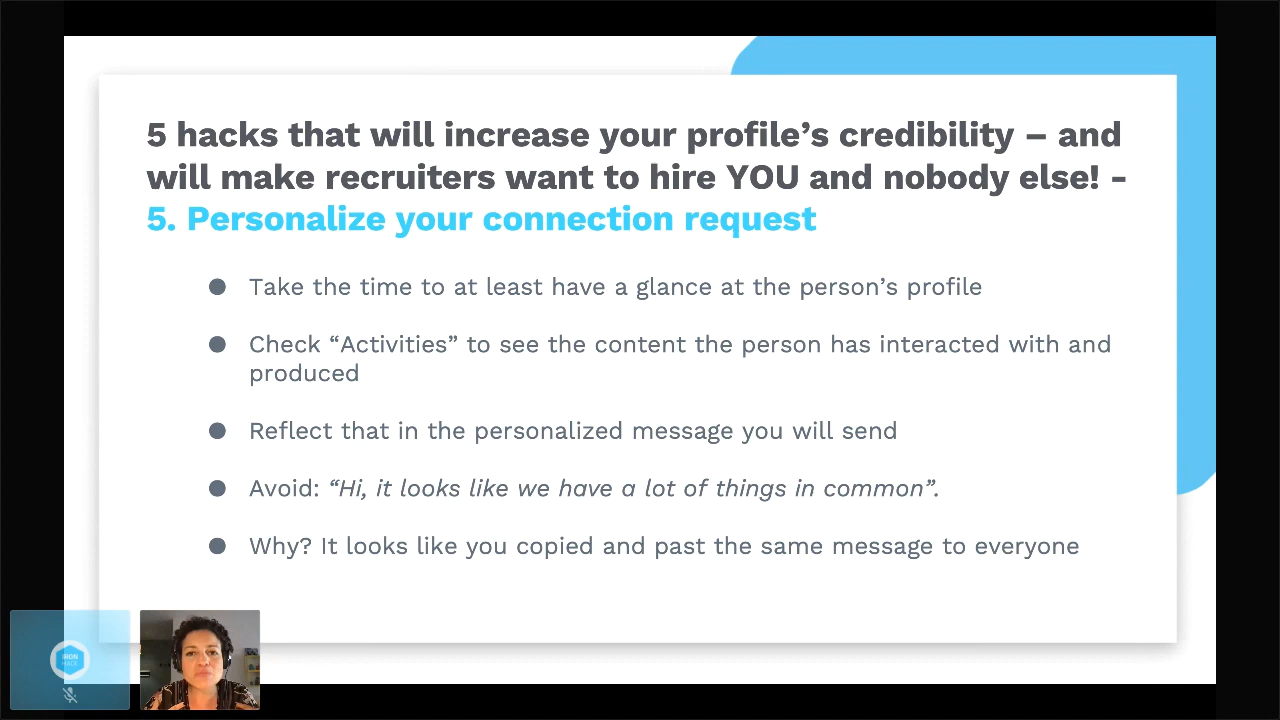 5 hacks that will increase your profile’s credibility – and
will make recruiters want to hire YOU and nobody else! -
5. Personalize your connection request
● Take the time to at least have a glance at the person’s profile
● Check “Activities” to see the content the person has interacted with and
produced
● Reflect that in the personalized message you will send
● Avoid: “Hi, it looks like we have a lot of things in common”.
● Why? It looks like you copied and past the same message to everyone
IRON
HACK